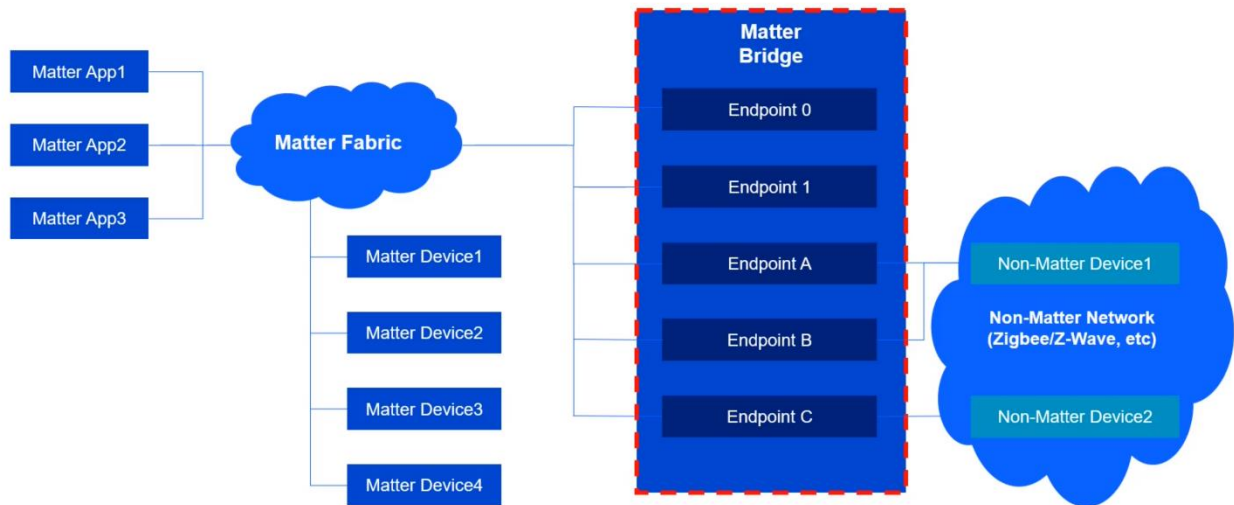 Matter App1
Matter App2
Matter App3
Matter Fabric
Matter Device1
Matter Device2
Matter Device3
Matter Device4
Matter
Bridge
Endpoint 0
Endpoint 1
Endpoint A
Endpoint B
Endpoint C
Non-Matter Device1
Non-Matter Network
(Zigbee/Z-Wave, etc)
Non-Matter Device2